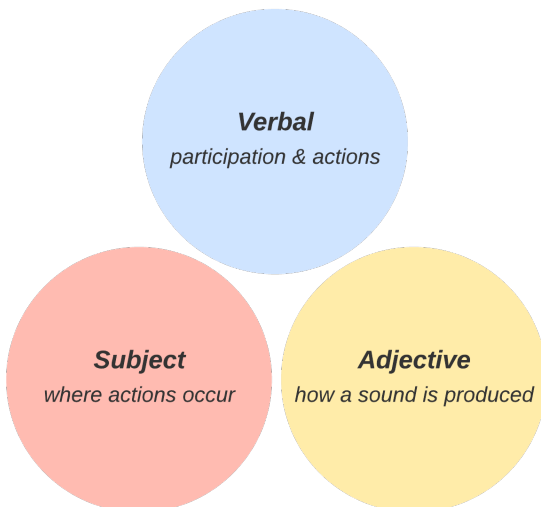 Verbal
participation & actions
Subject
where actions occur
Adjective
how a sound is produced